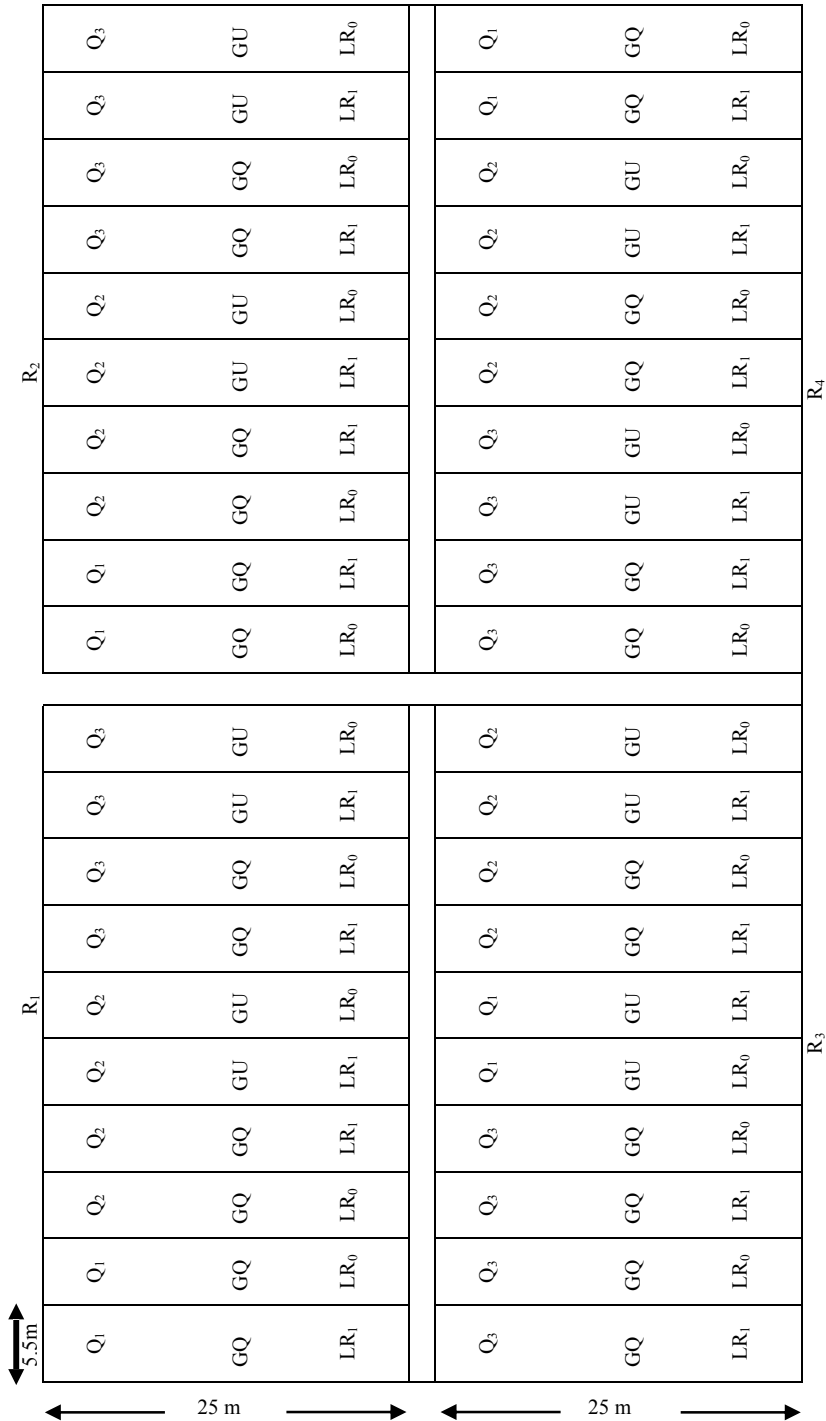 5.5m R₁ R₂
Q₁ Q₁ Q₂ Q₂ Q₂ Q₂ Q₃ Q₃ Q₃ Q₃ Q₁ Q₁ Q₂ Q₂ Q₂ Q₂ Q₃ Q₃ Q₃ Q₃
GQ GQ GQ GQ GU GU GQ GQ GU GU GQ GQ GQ GQ GU GU GQ GQ GU GU
LR₁ LR₀ LR₀ LR₁ LR₁ LR₀ LR₁ LR₀ LR₁ LR₀ LR₀ LR₁ LR₀ LR₁ LR₁ LR₀ LR₁ LR₀ LR₁ LR₀
Q₃ Q₃ Q₃ Q₃ Q₁ Q₁ Q₂ Q₂ Q₂ Q₂ Q₃ Q₃ Q₃ Q₃ Q₂ Q₂ Q₂ Q₂ Q₁ Q₁
GQ GQ GQ GQ GU GU GQ GQ GU GU GQ GQ GU GU GQ GQ GU GU GQ GQ
LR₁ LR₀ LR₁ LR₀ LR₀ LR₁ LR₁ LR₀ LR₁ LR₀ LR₀ LR₁ LR₁ LR₀ LR₁ LR₀ LR₁ LR₀ LR₁ LR₀
R₃ R₄
25 m 25 m